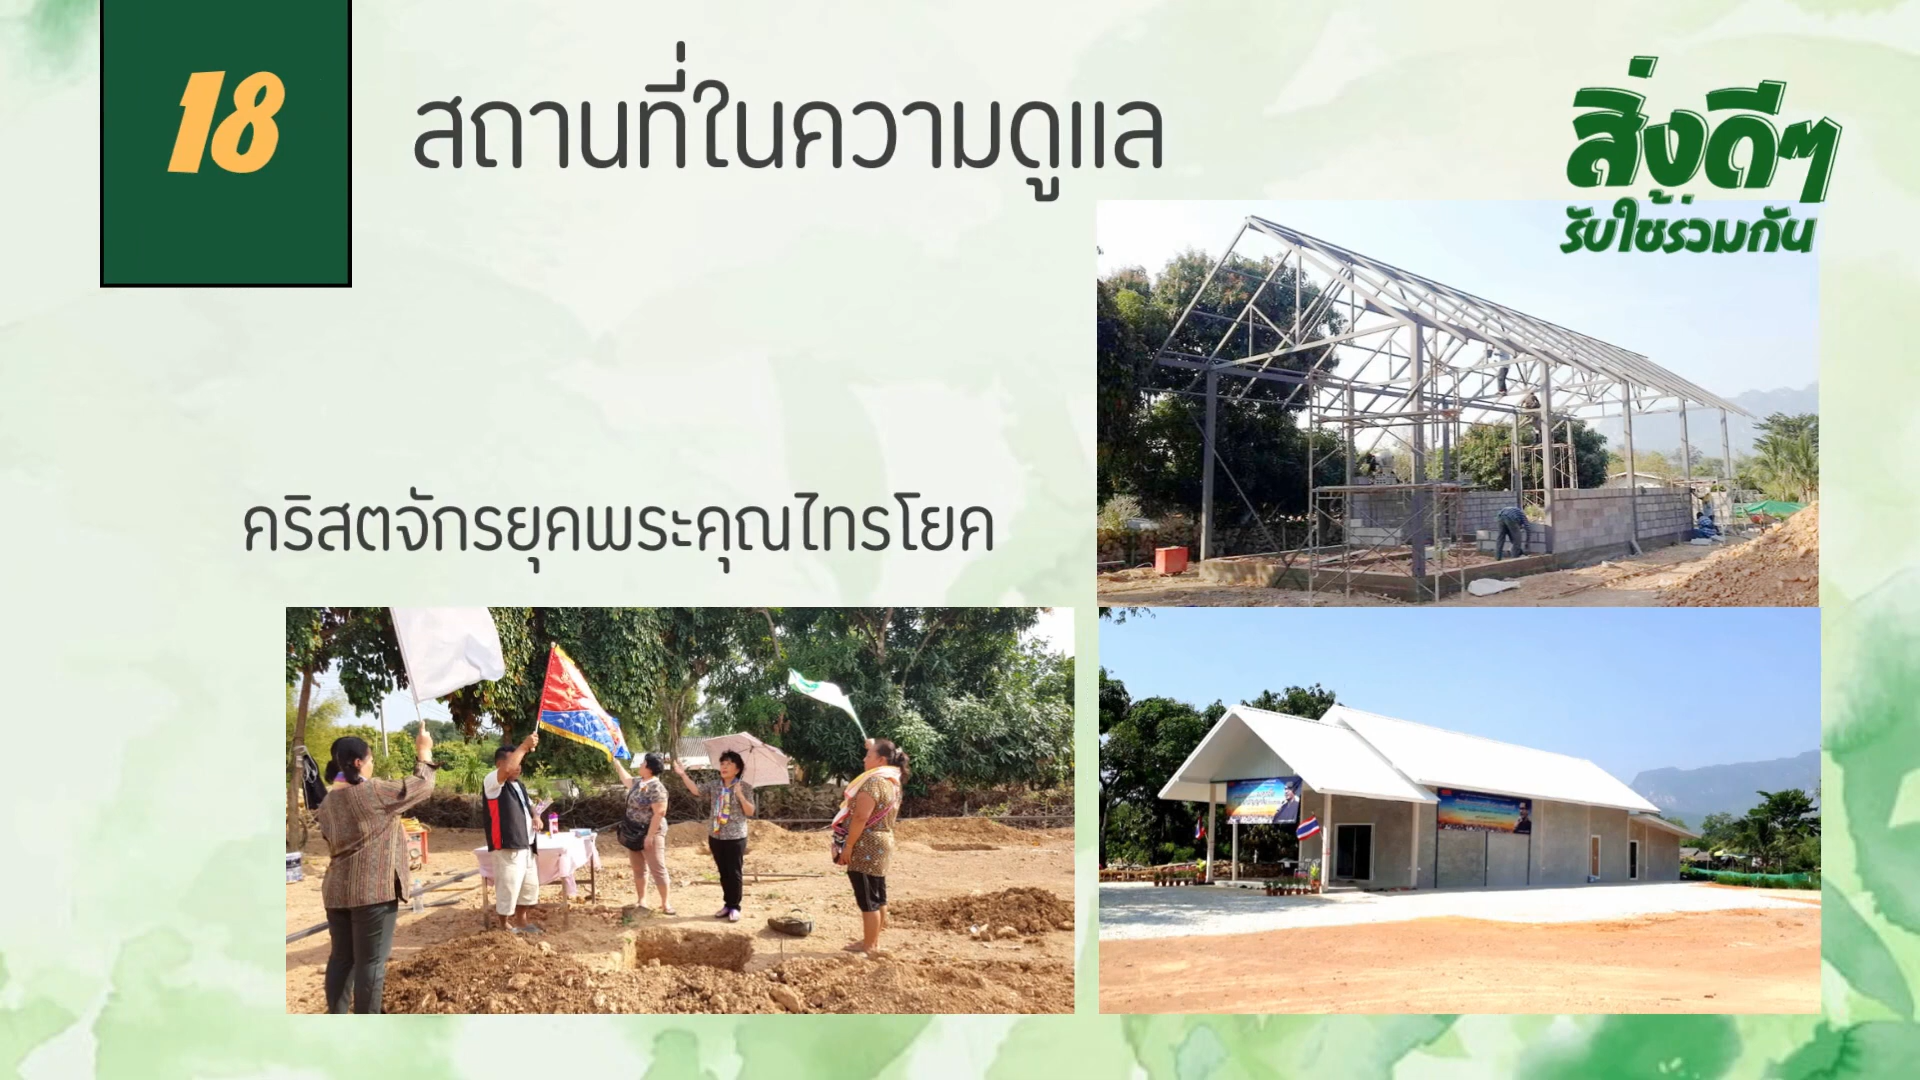 18
สถานที่ในความดูแล
สิ่งดีๆ
รับใช้ร่วมกัน
คริสตจักรยุคพระคุณไทรโยค